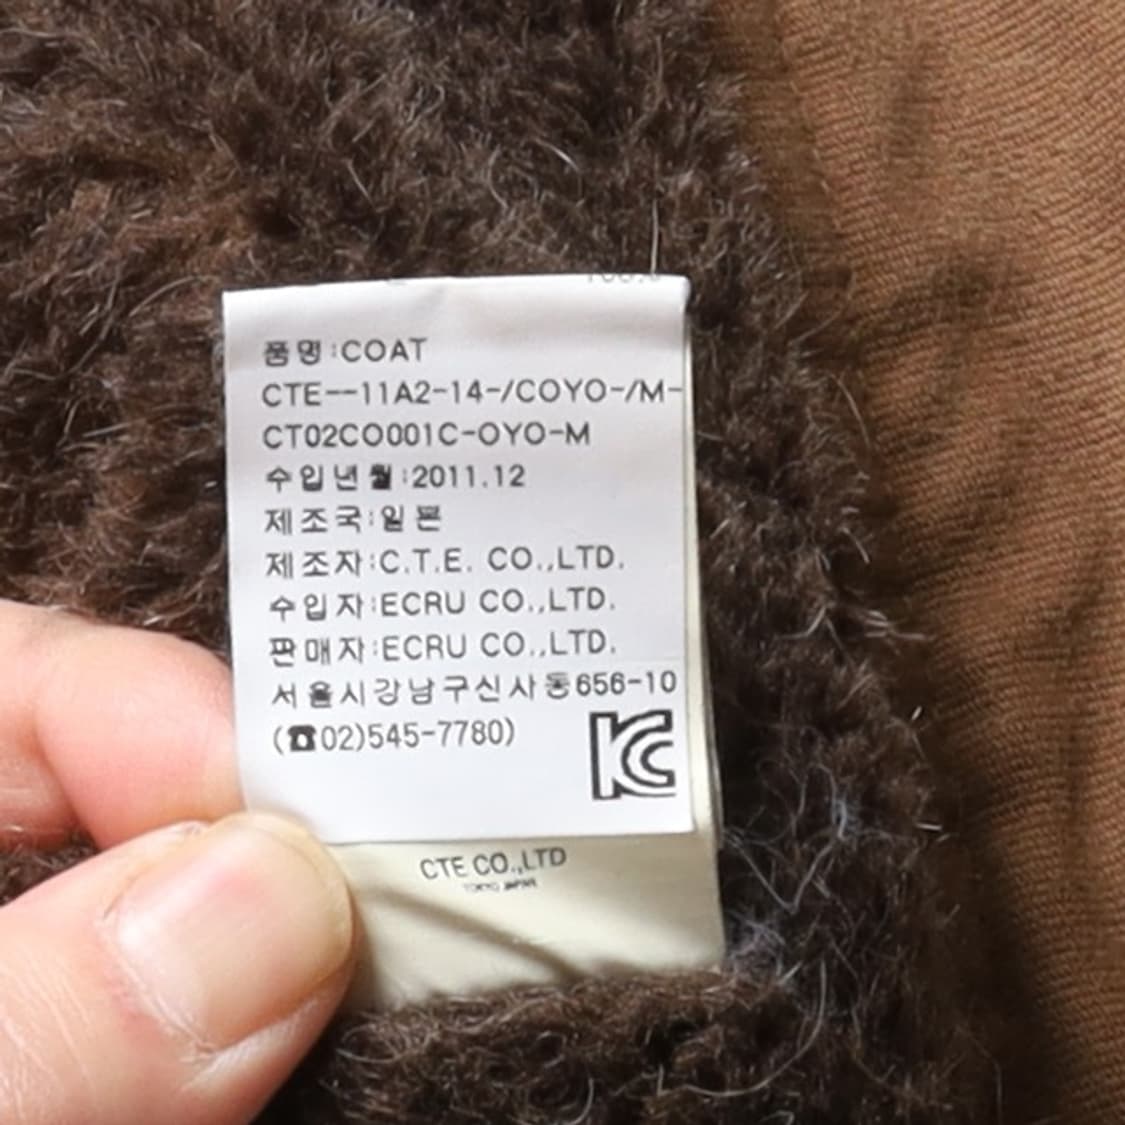 품명:COAT
CTE--11A2-14-/COYO-/M-
CT02CO001C-OYO-M
수입년월:2011.12
제조국:일본
제조자:C.T.E. CO.,LTD.
수입자:ECRU CO.,LTD.
판매자:ECRU CO.,LTD.
서울시강남구신사동656-10
(☎02)545-7780)
KC
CTE CO.,LTD
TOKYO JAPAN